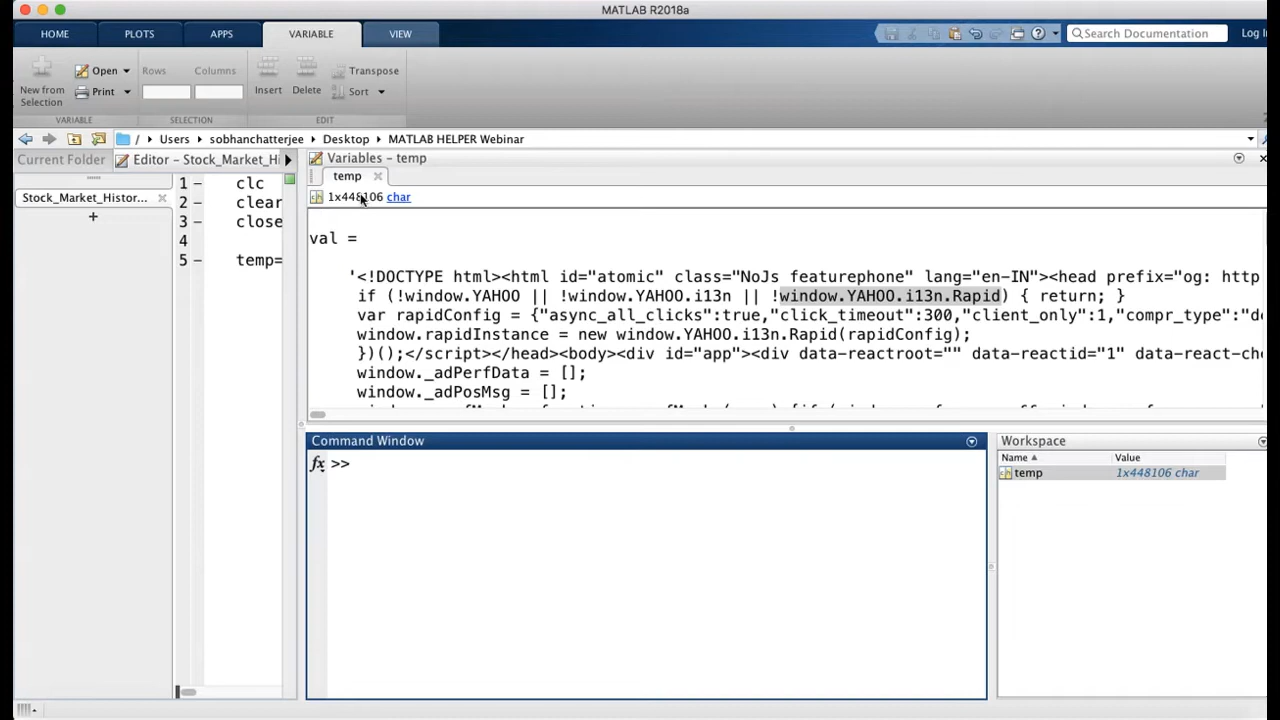 MATLAB R2018a
HOME PLOTS APPS VARIABLE VIEW
Search Documentation
Log
New from
Selection
Open
Print
Rows Columns
Insert Delete
Transpose
Sort
VARIABLE SELECTION EDIT
/ Users sobhanchatterjee Desktop MATLAB HELPER Webinar
Current Folder
Editor – Stock_Market_Hi
Variables – temp
temp
Stock_Market_Histor...
+
1x448106 char
1 – clc
2 – clear
3 – close
4
5 – temp=
val =
'<!DOCTYPE html><html id="atomic" class="NoJs featurephone" lang="en-IN"><head prefix="og: http
if (!window.YAHOO || !window.YAHOO.i13n || !window.YAHOO.i13n.Rapid) { return; }
var rapidConfig = {"async_all_clicks":true,"click_timeout":300,"client_only":1,"compr_type":"de
window.rapidInstance = new window.YAHOO.i13n.Rapid(rapidConfig);
})();</script></head><body><div id="app"><div data-reactroot="" data-reactid="1" data-react-che
window._adPerfData = [];
window._adPosMsg = [];
Command Window
fx >>
Workspace
Name Value
temp 1x448106 char